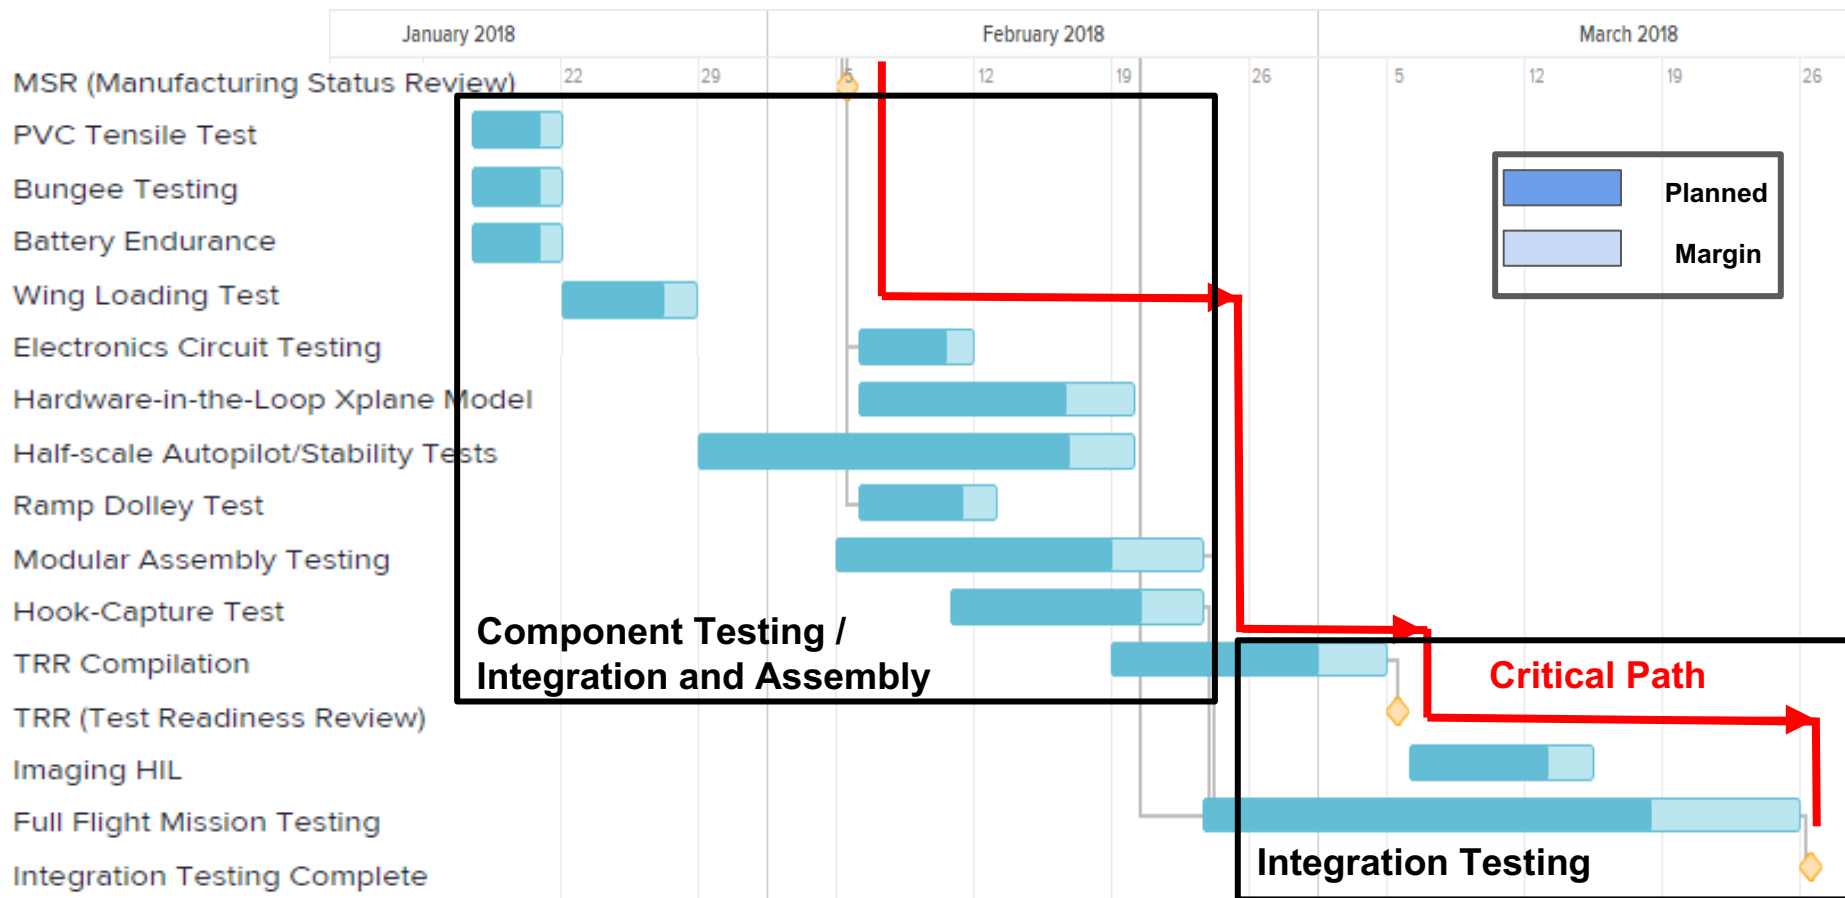 January 2018
February 2018
March 2018
MSR (Manufacturing Status Review)
22
29
5
12
19
26
5
12
19
26
PVC Tensile Test
Bungee Testing
Battery Endurance
Wing Loading Test
Electronics Circuit Testing
Hardware-in-the-Loop Xplane Model
Half-scale Autopilot/Stability Tests
Ramp Dolley Test
Modular Assembly Testing
Hook-Capture Test
TRR Compilation
TRR (Test Readiness Review)
Imaging HIL
Full Flight Mission Testing
Integration Testing Complete
Planned
Margin
Component Testing /
Integration and Assembly
Critical Path
Integration Testing